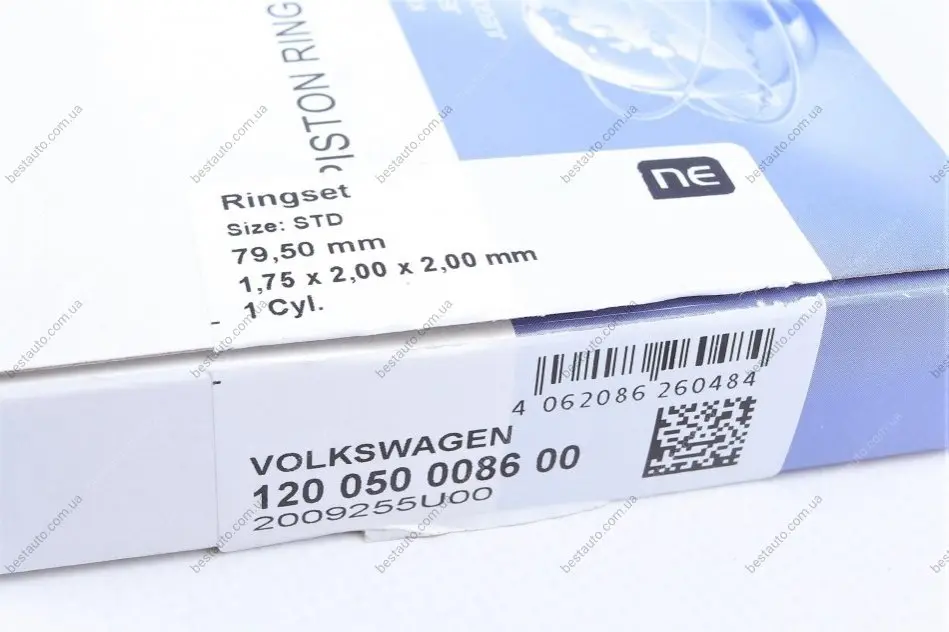 PISTON RING
NE
Ringset
Size: STD
79,50 mm
1,75 x 2,00 x 2,00 mm
1 Cyl.
4 062086 260484
VOLKSWAGEN
120 050 0086 00
2009255U00
bestauto.com.ua